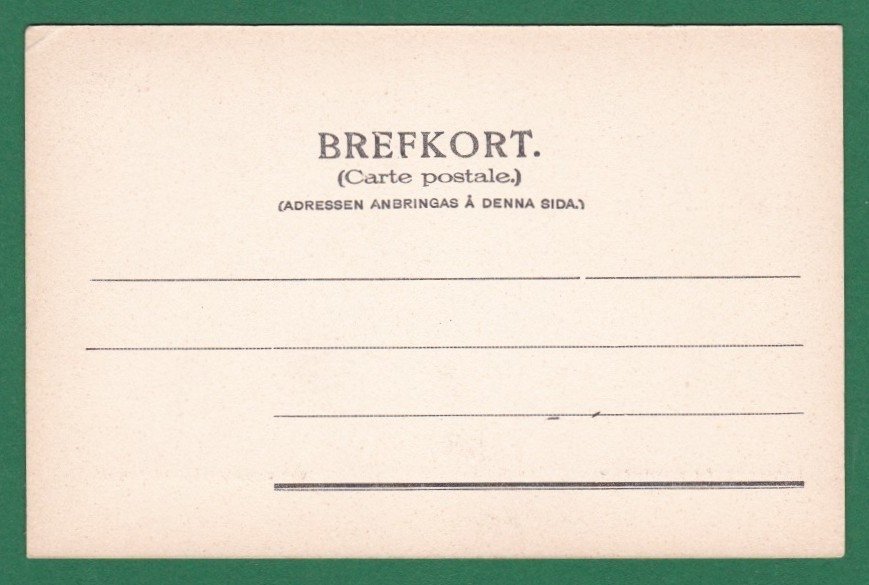 BREFKORT.
(Carte postale.)
(ADRESSEN ANBRINGAS Å DENNA SIDA.)